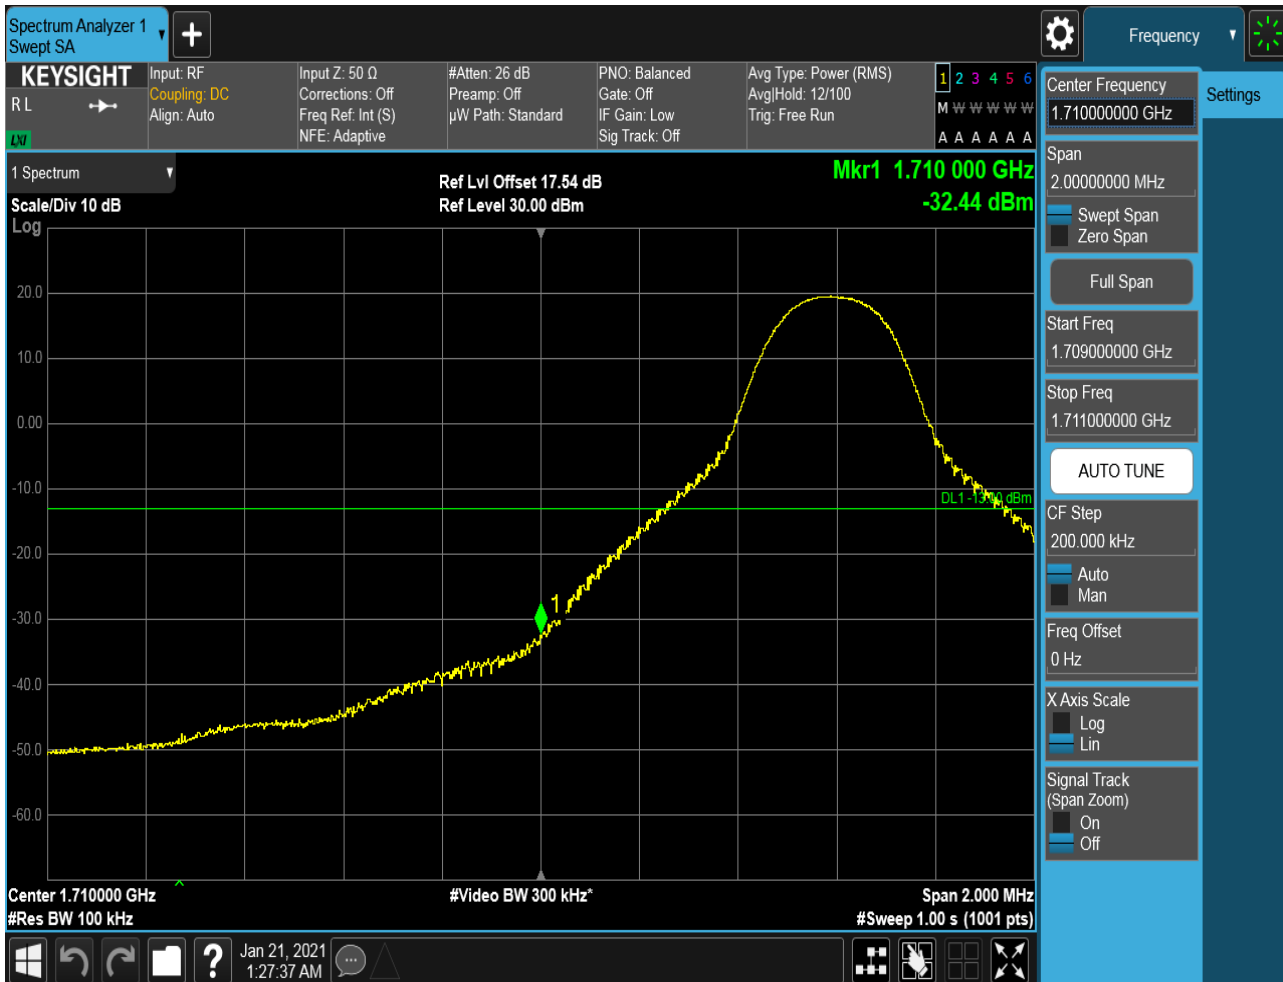 Spectrum Analyzer 1
Swept SA
+
Frequency
KEYSIGHT
R L
LXI
Input: RF
Coupling: DC
Align: Auto
Input Z: 50 Ω
Corrections: Off
Freq Ref: Int (S)
NFE: Adaptive
#Atten: 26 dB
Preamp: Off
µW Path: Standard
PNO: Balanced
Gate: Off
IF Gain: Low
Sig Track: Off
Avg Type: Power (RMS)
Avg|Hold: 12/100
Trig: Free Run
1 2 3 4 5 6
M W W W W W
A A A A A A
1 Spectrum
Scale/Div 10 dB
Log
Ref Lvl Offset 17.54 dB
Ref Level 30.00 dBm
Mkr1 1.710 000 GHz
-32.44 dBm
20.0
10.0
0.00
-10.0
-20.0
-30.0
-40.0
-50.0
-60.0
DL1 -13.00 dBm
1
Center 1.710000 GHz
#Res BW 100 kHz
#Video BW 300 kHz*
Span 2.000 MHz
#Sweep 1.00 s (1001 pts)
?
Jan 21, 2021
1:27:37 AM
Center Frequency
1.710000000 GHz
Span
2.00000000 MHz
Swept Span
Zero Span
Full Span
Start Freq
1.709000000 GHz
Stop Freq
1.711000000 GHz
AUTO TUNE
CF Step
200.000 kHz
Auto
Man
Freq Offset
0 Hz
X Axis Scale
Log
Lin
Signal Track
(Span Zoom)
On
Off
Settings